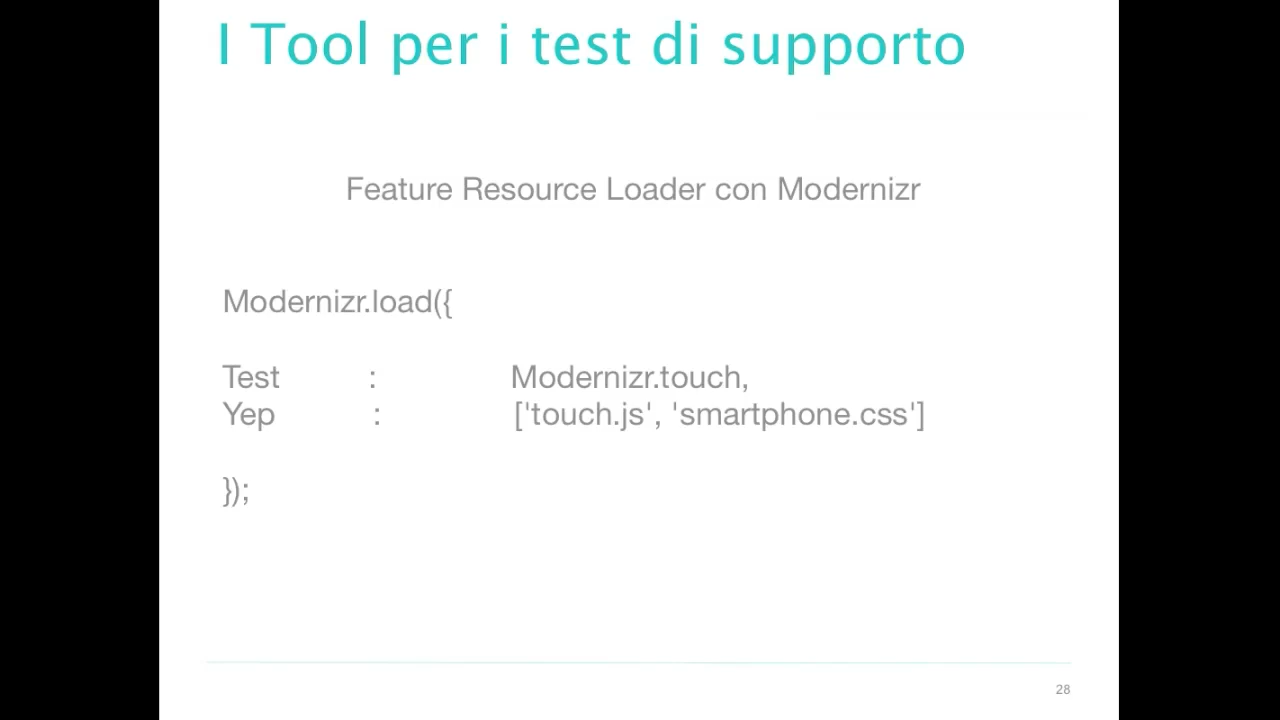 I Tool per i test di supporto
Feature Resource Loader con Modernizr
Modernizr.load({
Test : Modernizr.touch,
Yep : ['touch.js', 'smartphone.css']
});
28